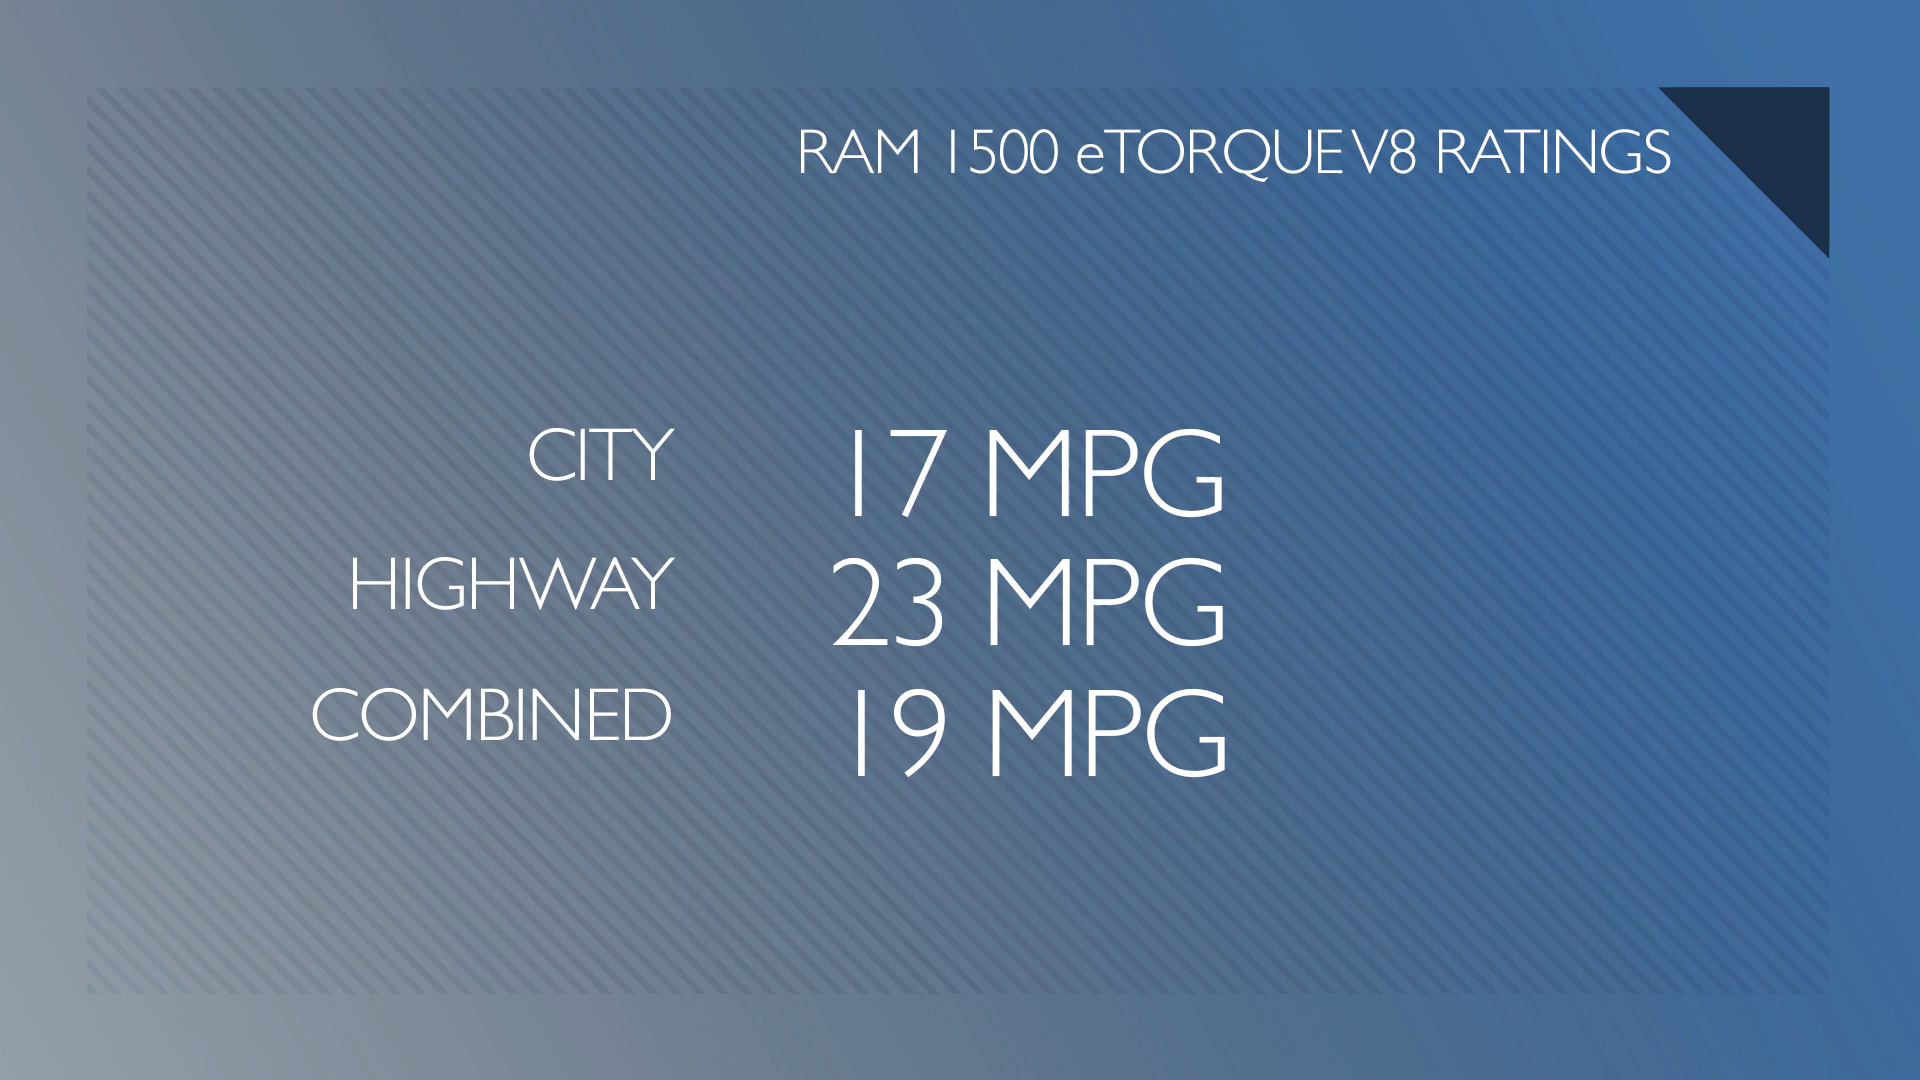 RAM 1500 eTORQUE V8 RATINGS
CITY 17 MPG
HIGHWAY 23 MPG
COMBINED 19 MPG